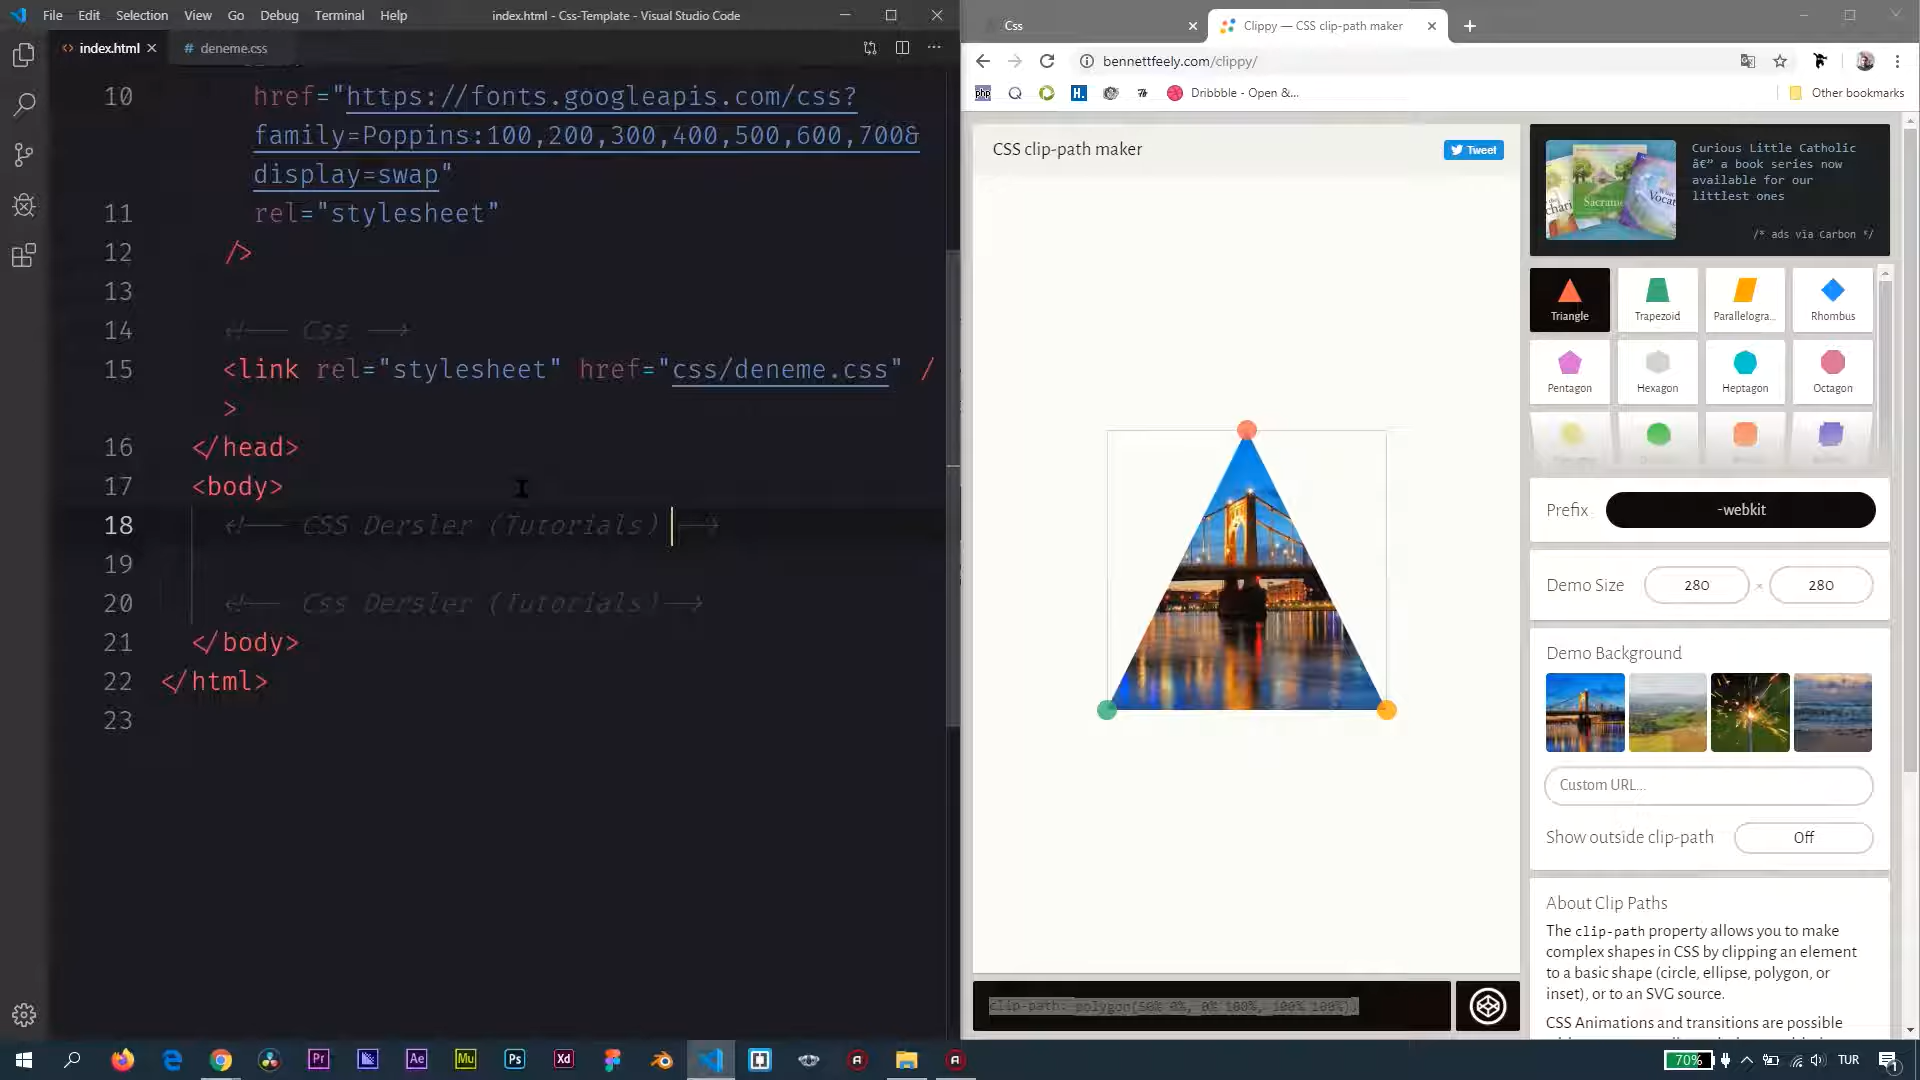 File Edit Selection View Go Debug Terminal Help
index.html - Css-Template - Visual Studio Code
index.html
# deneme.css
10 href="https://fonts.googleapis.com/css?
family=Poppins:100,200,300,400,500,600,700&
display=swap"
11 rel="stylesheet"
12 />
13
14 <!-- Css -->
15 <link rel="stylesheet" href="css/deneme.css" /
>
16 </head>
17 <body>
18 <!-- CSS Dersler (Tutorials) -->
19
20 <!-- Css Dersler (Tutorials)-->
21 </body>
22 </html>
23
Css
Clippy — CSS clip-path maker
bennettfeely.com/clippy/
php
H.
Dribbble - Open &...
Other bookmarks
CSS clip-path maker
Tweet
Curious Little Catholic
â€” a book series now
available for our
littlest ones
/* ads via Carbon */
Triangle
Trapezoid
Parallelogra...
Rhombus
Pentagon
Hexagon
Heptagon
Octagon
Prefix
-webkit
Demo Size
280 × 280
Demo Background
Custom URL...
Show outside clip-path
Off
About Clip Paths
The clip-path property allows you to make
complex shapes in CSS by clipping an element
to a basic shape (circle, ellipse, polygon, or
inset), or to an SVG source.
CSS Animations and transitions are possible
clip-path: polygon(50% 0%, 0% 100%, 100% 100%);
Pr
Ae
Mu
Ps
Xd
70%
TUR
1